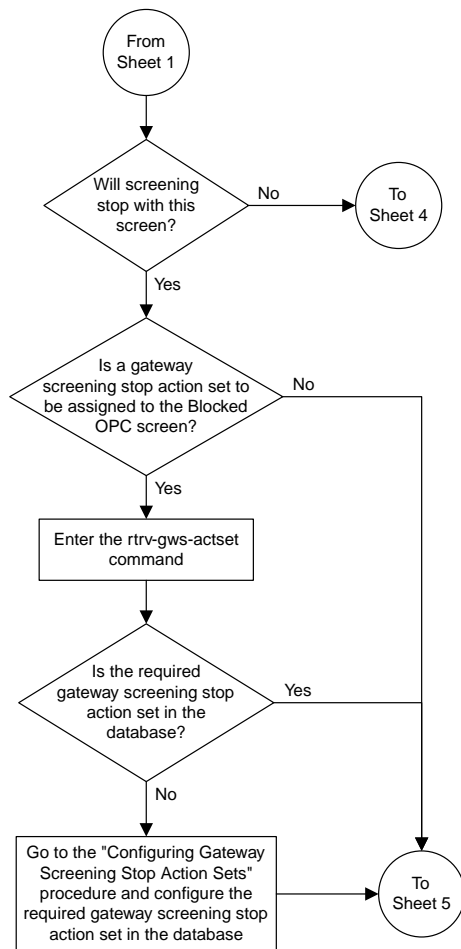 From
Sheet 1
Will screening
stop with this
screen?
No
To
Sheet 4
Yes
Is a gateway
screening stop action set to
be assigned to the Blocked
OPC screen?
No
Yes
Enter the rtrv-gws-actset
command
Is the required
gateway screening stop
action set in the
database?
Yes
No
Go to the "Configuring Gateway
Screening Stop Action Sets"
procedure and configure the
required gateway screening stop
action set in the database
To
Sheet 5